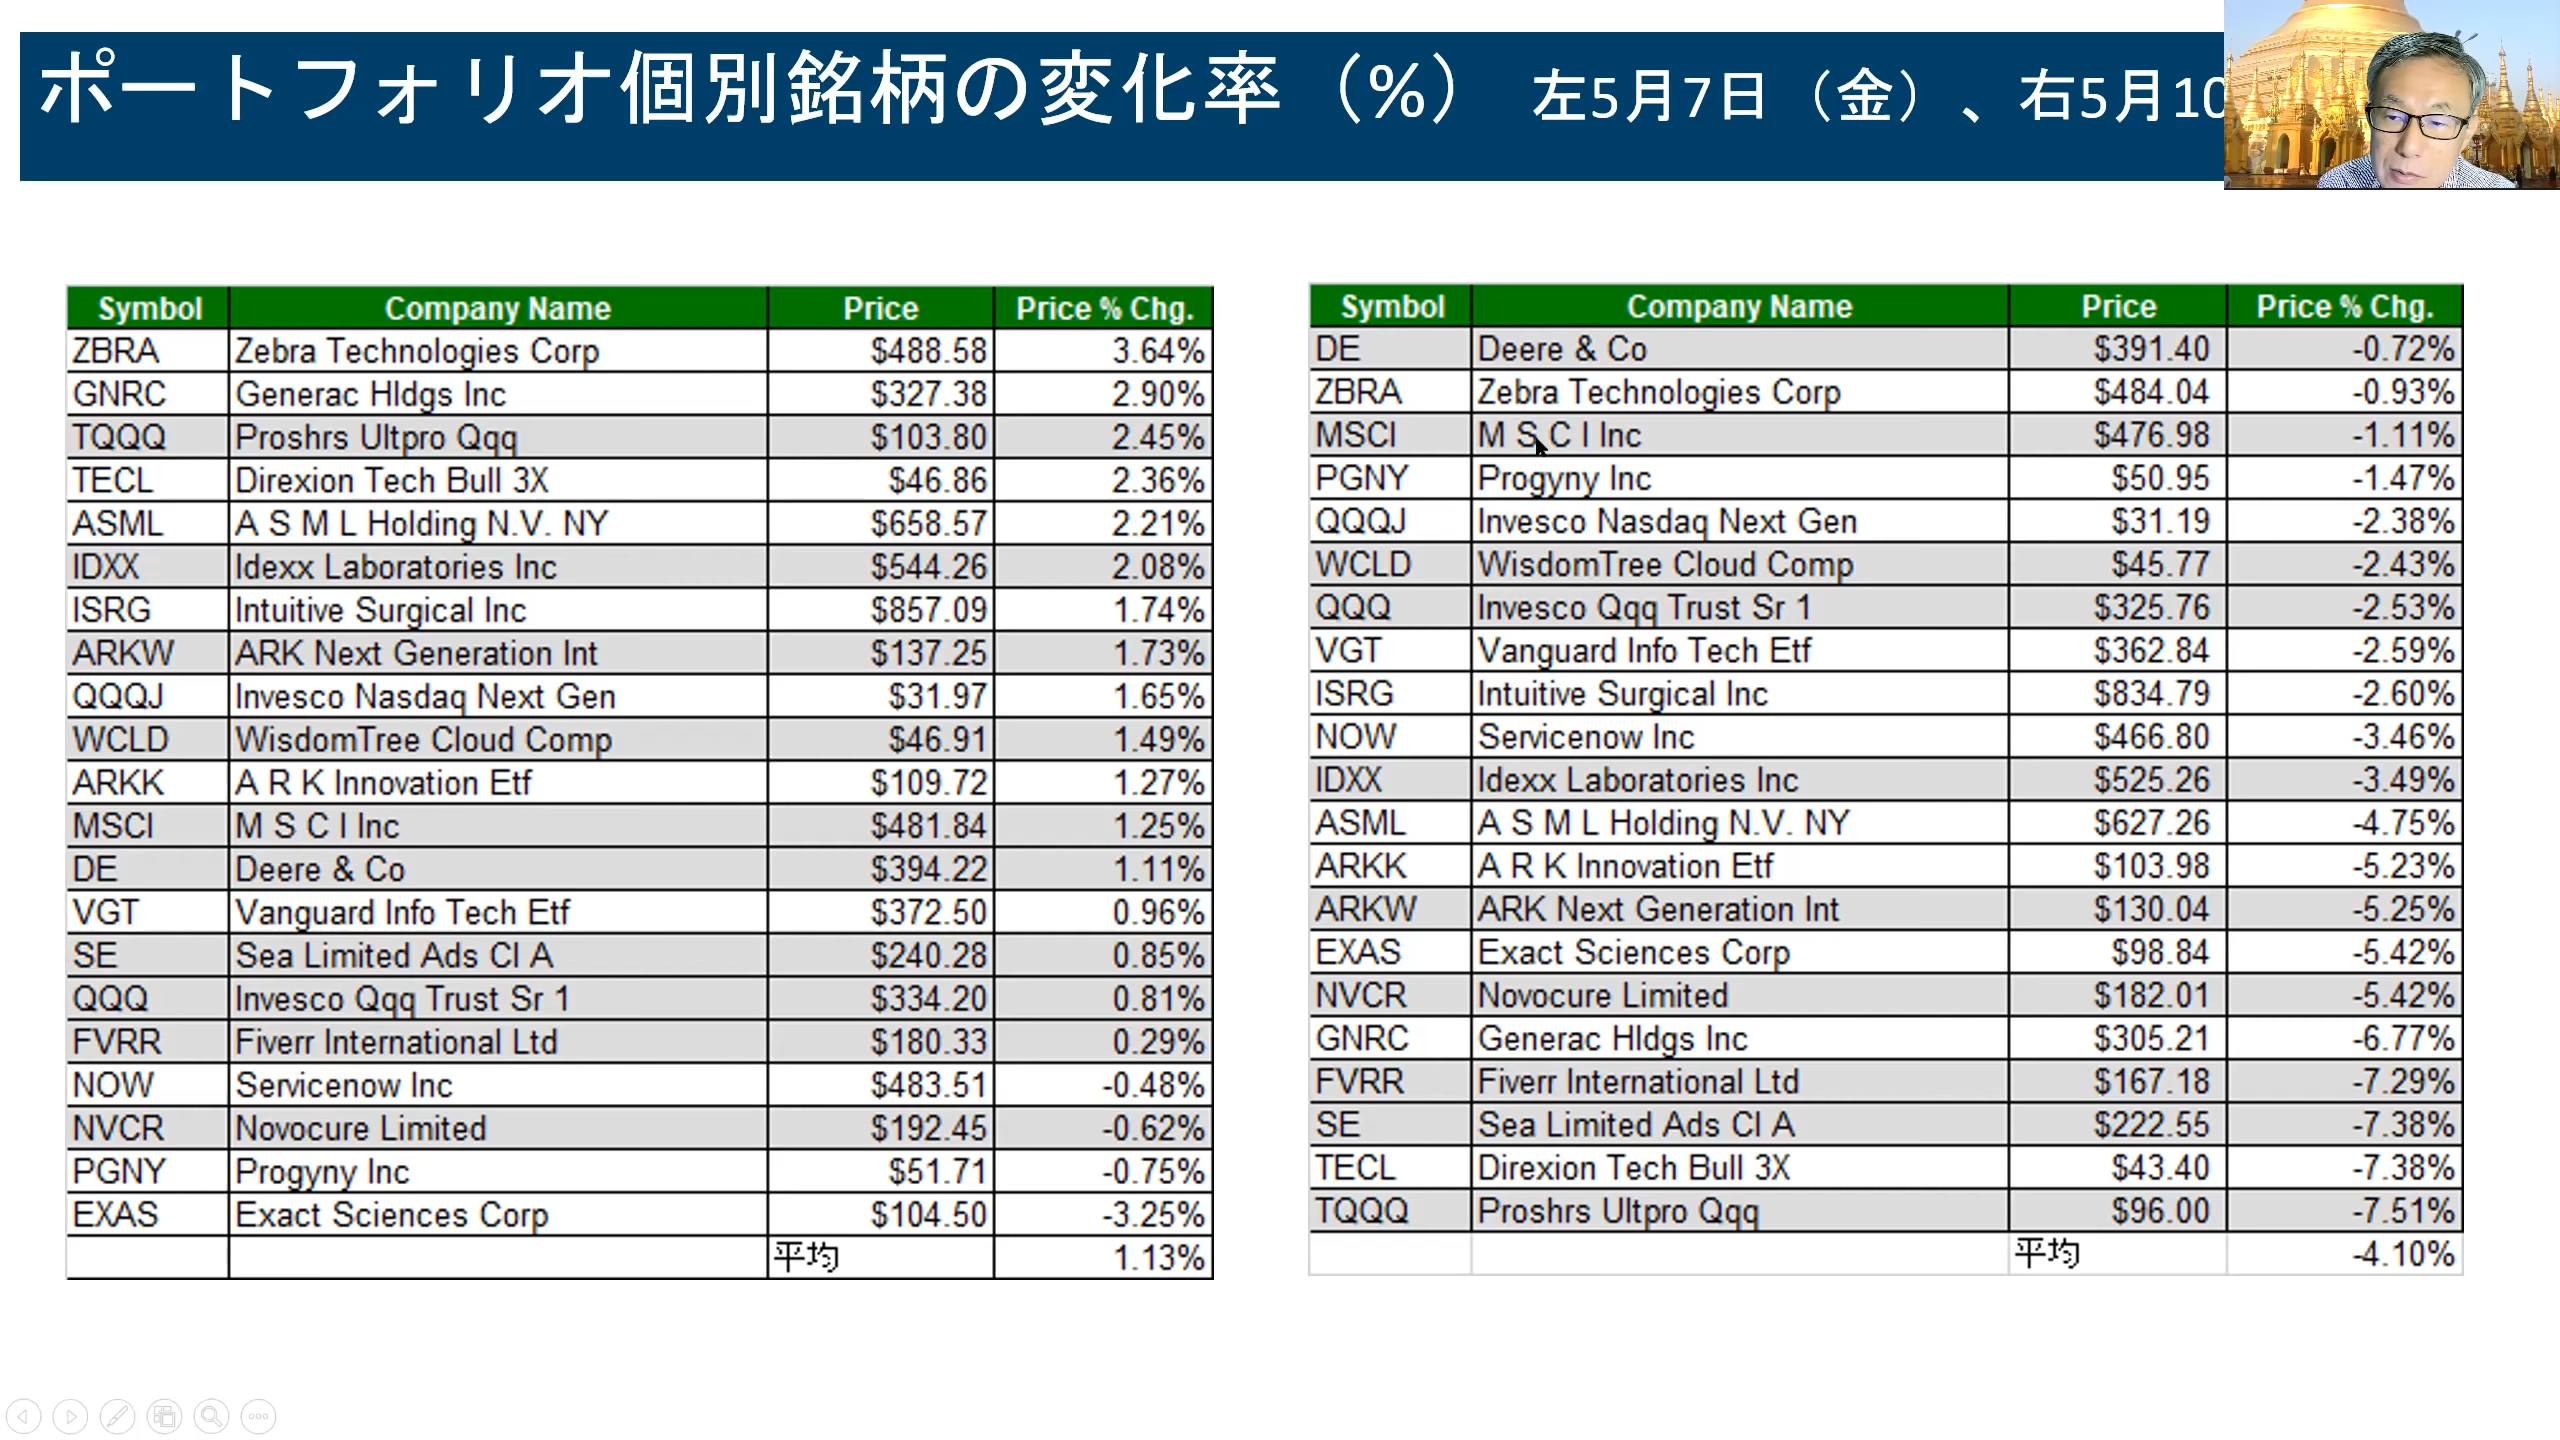 ポートフォリオ個別銘柄の変化率（%） 左5月7日（金）、右5月10
Symbol Company Name Price Price % Chg.
ZBRA Zebra Technologies Corp $488.58 3.64%
GNRC Generac Hldgs Inc $327.38 2.90%
TQQQ Proshrs Ultpro Qqq $103.80 2.45%
TECL Direxion Tech Bull 3X $46.86 2.36%
ASML A S M L Holding N.V. NY $658.57 2.21%
IDXX Idexx Laboratories Inc $544.26 2.08%
ISRG Intuitive Surgical Inc $857.09 1.74%
ARKW ARK Next Generation Int $137.25 1.73%
QQQJ Invesco Nasdaq Next Gen $31.97 1.65%
WCLD WisdomTree Cloud Comp $46.91 1.49%
ARKK A R K Innovation Etf $109.72 1.27%
MSCI M S C I Inc $481.84 1.25%
DE Deere & Co $394.22 1.11%
VGT Vanguard Info Tech Etf $372.50 0.96%
SE Sea Limited Ads Cl A $240.28 0.85%
QQQ Invesco Qqq Trust Sr 1 $334.20 0.81%
FVRR Fiverr International Ltd $180.33 0.29%
NOW Servicenow Inc $483.51 -0.48%
NVCR Novocure Limited $192.45 -0.62%
PGNY Progyny Inc $51.71 -0.75%
EXAS Exact Sciences Corp $104.50 -3.25%
平均 1.13%
Symbol Company Name Price Price % Chg.
DE Deere & Co $391.40 -0.72%
ZBRA Zebra Technologies Corp $484.04 -0.93%
MSCI M S C I Inc $476.98 -1.11%
PGNY Progyny Inc $50.95 -1.47%
QQQJ Invesco Nasdaq Next Gen $31.19 -2.38%
WCLD WisdomTree Cloud Comp $45.77 -2.43%
QQQ Invesco Qqq Trust Sr 1 $325.76 -2.53%
VGT Vanguard Info Tech Etf $362.84 -2.59%
ISRG Intuitive Surgical Inc $834.79 -2.60%
NOW Servicenow Inc $466.80 -3.46%
IDXX Idexx Laboratories Inc $525.26 -3.49%
ASML A S M L Holding N.V. NY $627.26 -4.75%
ARKK A R K Innovation Etf $103.98 -5.23%
ARKW ARK Next Generation Int $130.04 -5.25%
EXAS Exact Sciences Corp $98.84 -5.42%
NVCR Novocure Limited $182.01 -5.42%
GNRC Generac Hldgs Inc $305.21 -6.77%
FVRR Fiverr International Ltd $167.18 -7.29%
SE Sea Limited Ads Cl A $222.55 -7.38%
TECL Direxion Tech Bull 3X $43.40 -7.38%
TQQQ Proshrs Ultpro Qqq $96.00 -7.51%
平均 -4.10%